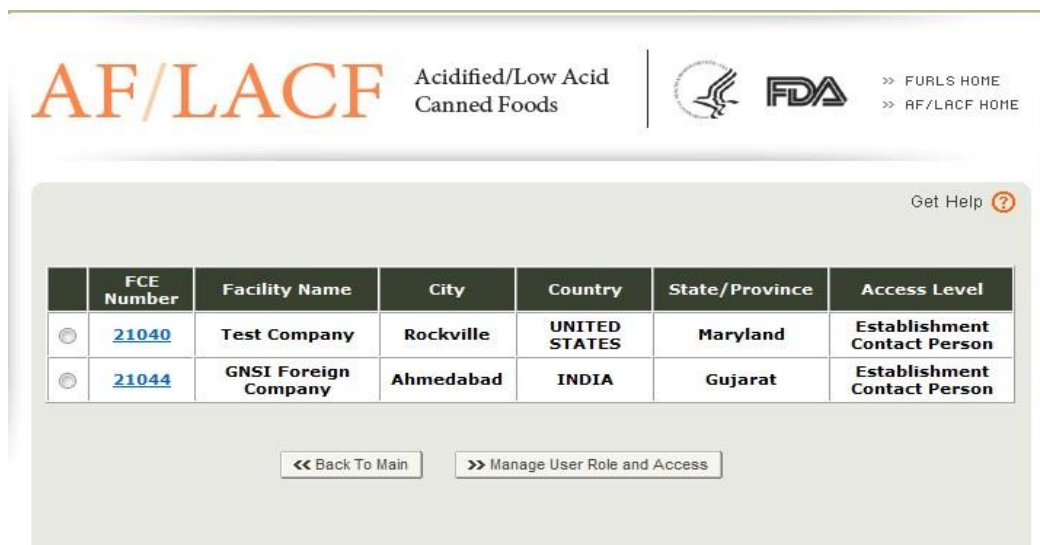 AF/LACF
Acidified/Low Acid
Canned Foods
FDA
>> FURLS HOME
>> AF/LACF HOME
Get Help ?
FCE Number Facility Name City Country State/Province Access Level
21040 Test Company Rockville UNITED STATES Maryland Establishment Contact Person
21044 GNSI Foreign Company Ahmedabad INDIA Gujarat Establishment Contact Person
<< Back To Main >> Manage User Role and Access